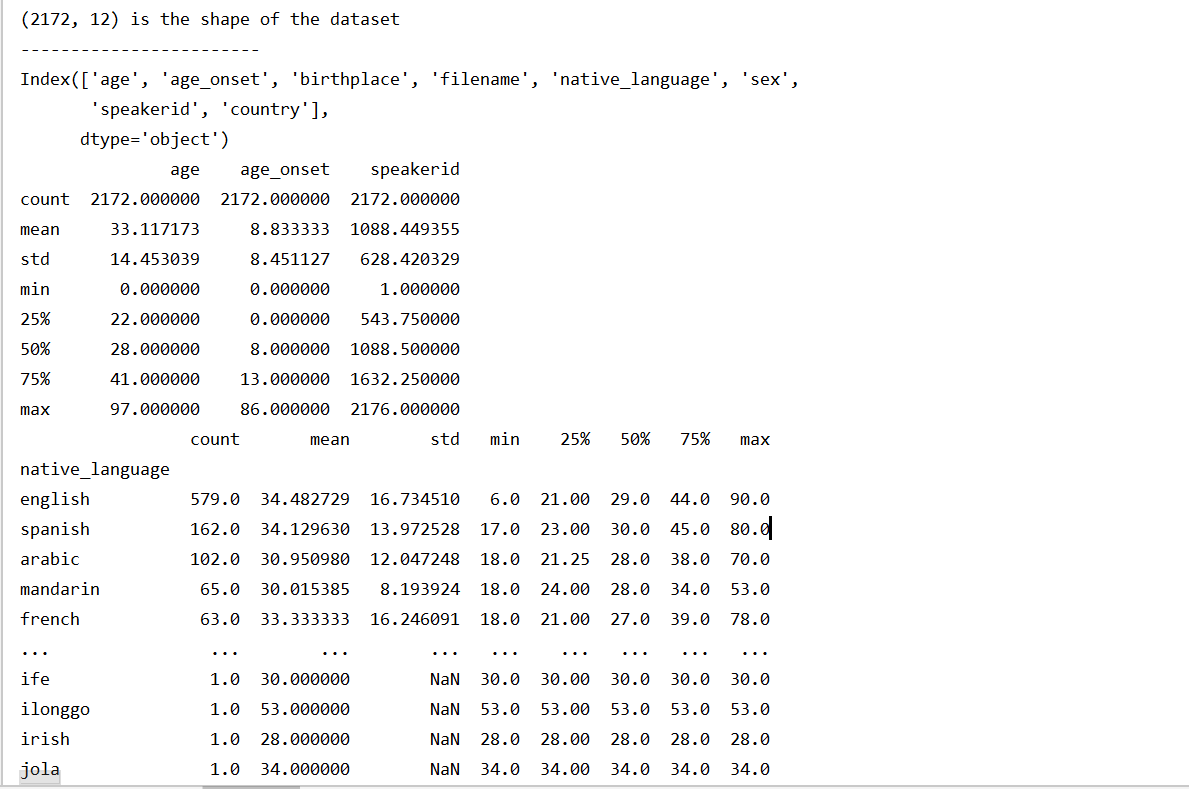 (2172, 12) is the shape of the dataset
------------------------
Index(['age', 'age_onset', 'birthplace', 'filename', 'native_language', 'sex',
       'speakerid', 'country'],
      dtype='object')
               age    age_onset    speakerid
count  2172.000000  2172.000000  2172.000000
mean     33.117173     8.833333  1088.449355
std      14.453039     8.451127   628.420329
min       0.000000     0.000000     1.000000
25%      22.000000     0.000000   543.750000
50%      28.000000     8.000000  1088.500000
75%      41.000000    13.000000  1632.250000
max      97.000000    86.000000  2176.000000
                 count       mean        std   min    25%   50%   75%   max
native_language
english          579.0  34.482729  16.734510   6.0  21.00  29.0  44.0  90.0
spanish          162.0  34.129630  13.972528  17.0  23.00  30.0  45.0  80.0
arabic           102.0  30.950980  12.047248  18.0  21.25  28.0  38.0  70.0
mandarin          65.0  30.015385   8.193924  18.0  24.00  28.0  34.0  53.0
french            63.0  33.333333  16.246091  18.0  21.00  27.0  39.0  78.0
...                ...        ...        ...   ...    ...   ...   ...   ...
ife                1.0  30.000000        NaN  30.0  30.00  30.0  30.0  30.0
ilonggo            1.0  53.000000        NaN  53.0  53.00  53.0  53.0  53.0
irish              1.0  28.000000        NaN  28.0  28.00  28.0  28.0  28.0
jola               1.0  34.000000        NaN  34.0  34.00  34.0  34.0  34.0